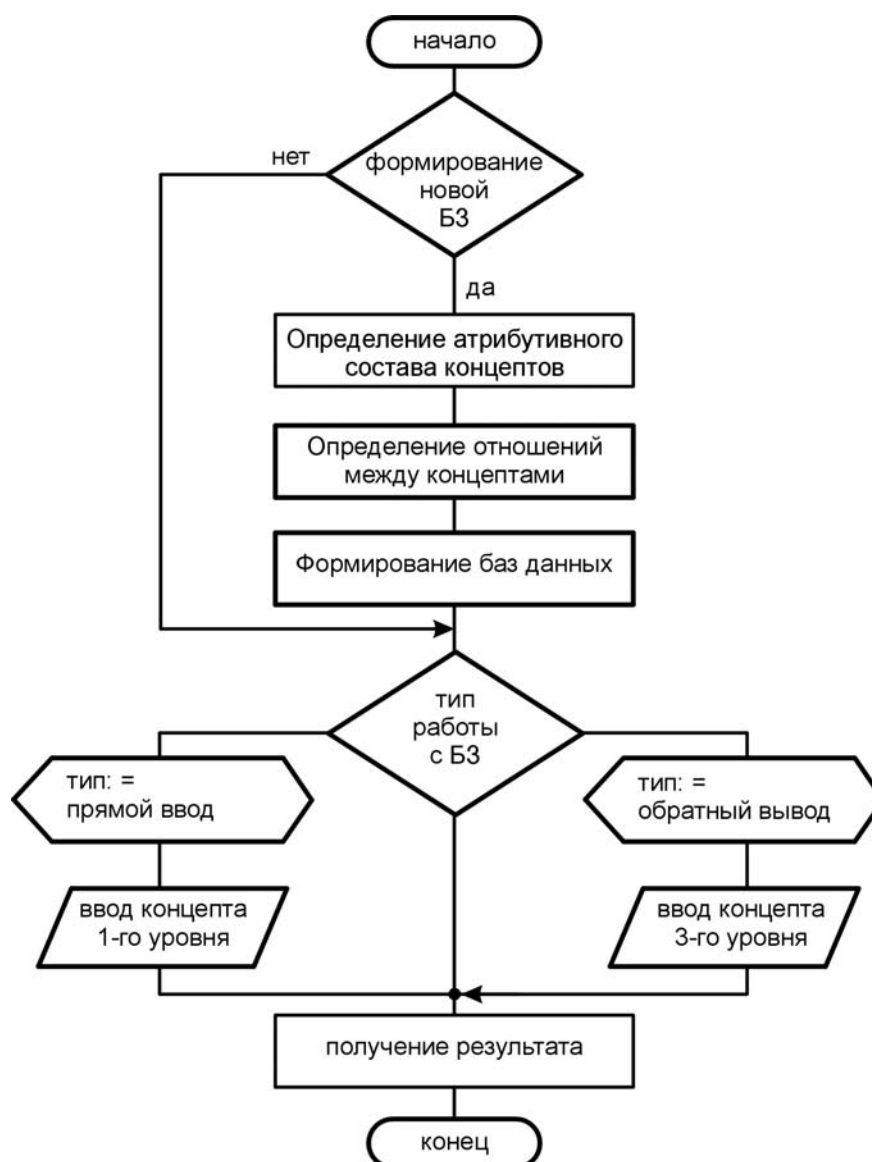 начало
нет
формирование
новой
БЗ
да
Определение атрибутивного
состава концептов
Определение отношений
между концептами
Формирование баз данных
тип
работы
с БЗ
тип: =
прямой ввод
тип: =
обратный вывод
ввод концепта
1-го уровня
ввод концепта
3-го уровня
получение результата
конец